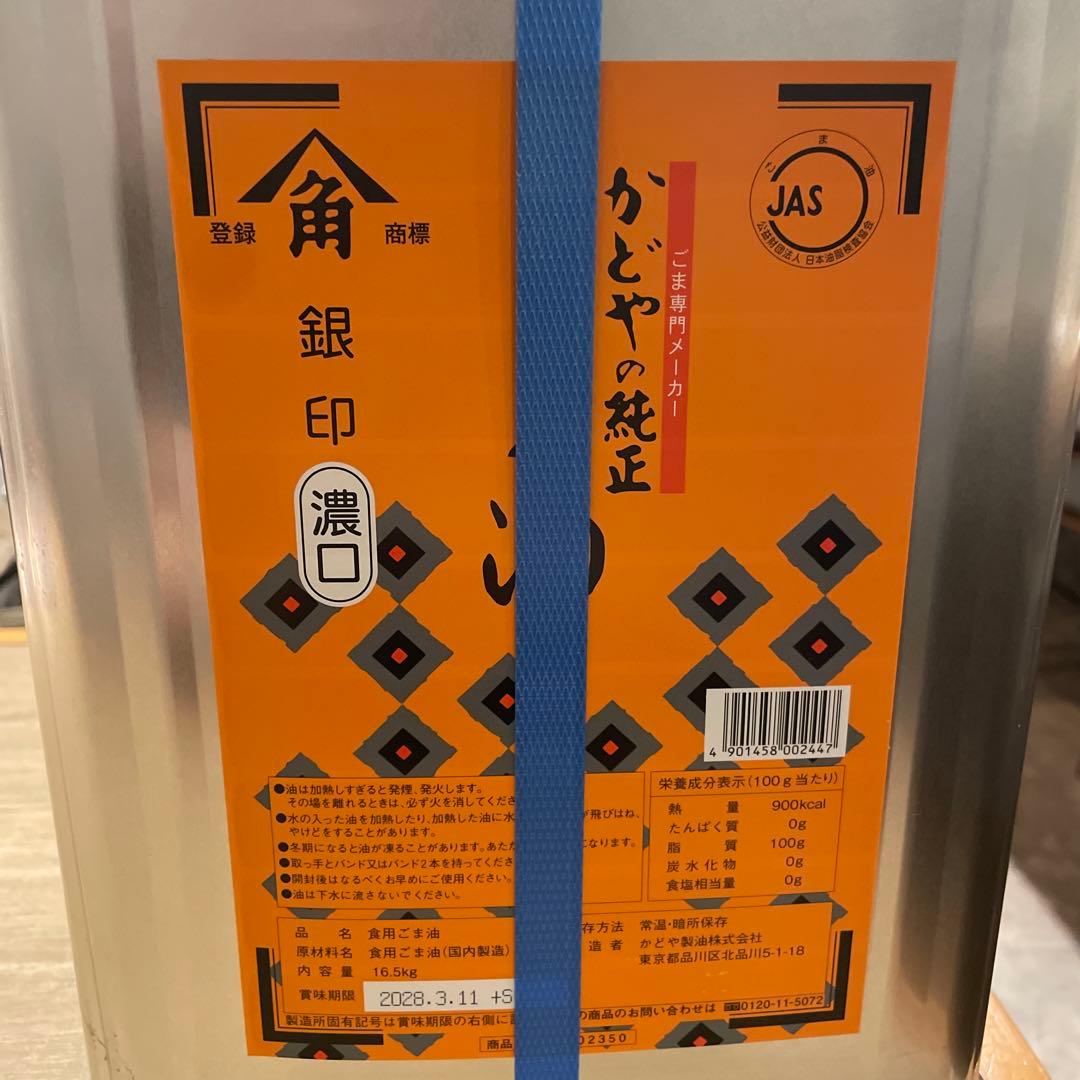 角
登録 商標
銀印
濃口
かどやの純正
ごま専門メーカー
ごま油
JAS
公益財団法人 日本油脂検査協会
4 901458 002447
●油は加熱しすぎると発煙、発火します。
その場を離れるときは、必ず火を消してくださ
●水の入った油を加熱したり、加熱した油に水 が飛びはね、
やけどをすることがあります。
●冬期になると油が凍ることがあります。あたた になります。
●取っ手とバンド又はバンド2本を持ってくださ
●開封後はなるべくお早めにご使用ください。
●油は下水に流さないでください。
栄養成分表示(100g当たり)
熱量 900kcal
たんぱく質 0g
脂質 100g
炭水化物 0g
食塩相当量 0g
品名 食用ごま油
原材料名 食用ごま油(国内製造)
内容量 16.5kg
賞味期限 2028.3.11 +S
存方法 常温・暗所保存
造者 かどや製油株式会社
東京都品川区北品川5-1-18
製造所固有記号は賞味期限の右側に記 の商品のお問い合わせは 0120-11-5072
商品 02350